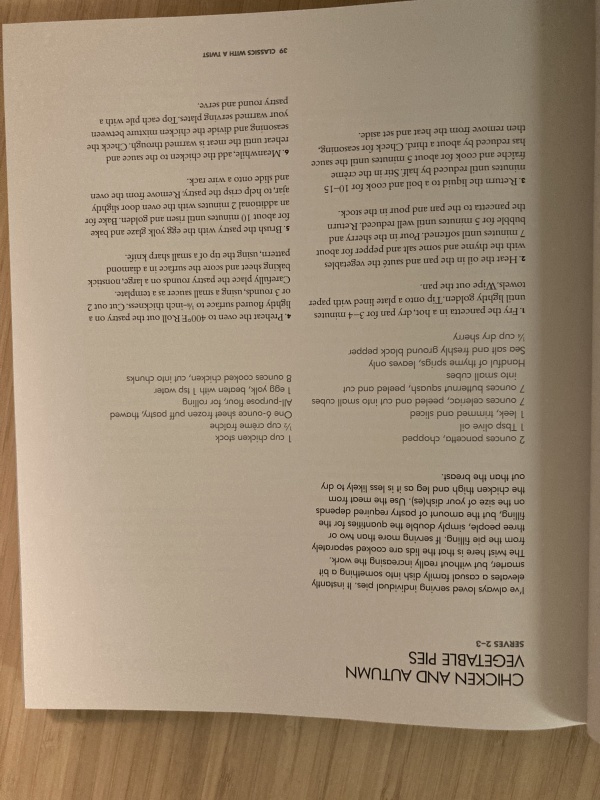 CHICKEN AND AUTUMN
VEGETABLE PIES
SERVES 2–3
I've always loved serving individual pies. It instantly
elevates a casual family dish into something a bit
smarter, but without really increasing the work.
The twist here is that the lids are cooked separately
from the pie filling. If serving more than two or
three people, simply double the quantities for the
filling, but the amount of pastry required depends
on the size of your dish(es). Use the meat from
the chicken thigh and leg as it is less likely to dry
out than the breast.
2 ounces pancetta, chopped
1 Tbsp olive oil
1 leek, trimmed and sliced
7 ounces celeriac, peeled and cut into small cubes
7 ounces butternut squash, peeled and cut
into small cubes
Handful of thyme sprigs, leaves only
Sea salt and freshly ground black pepper
¼ cup dry sherry
1 cup chicken stock
½ cup crème fraîche
One 6-ounce sheet frozen puff pastry, thawed
All-purpose flour, for rolling
1 egg yolk, beaten with 1 tsp water
8 ounces cooked chicken, cut into chunks
1. Fry the pancetta in a hot, dry pan for 3–4 minutes
until lightly golden. Tip onto a plate lined with paper
towels. Wipe out the pan.
2. Heat the oil in the pan and sauté the vegetables
with the thyme and some salt and pepper for about
7 minutes until softened. Pour in the sherry and
bubble for 5 minutes until well reduced. Return
the pancetta to the pan and pour in the stock.
3. Return the liquid to a boil and cook for 10–15
minutes until reduced by half. Stir in the crème
fraîche and cook for about 5 minutes until the sauce
has reduced by about a third. Check for seasoning,
then remove from the heat and set aside.
4. Preheat the oven to 400°F. Roll out the pastry on a
lightly floured surface to ¼-inch thickness. Cut out 2
or 3 rounds, using a small saucer as a template.
Carefully place the pastry rounds on a large, nonstick
baking sheet and score the surface in a diamond
pattern, using the tip of a small sharp knife.
5. Brush the pastry with the egg yolk glaze and bake
for about 10 minutes until risen and golden. Bake for
an additional 2 minutes with the oven door slightly
ajar, to help crisp the pastry. Remove from the oven
and slide onto a wire rack.
6. Meanwhile, add the chicken to the sauce and
reheat until the meat is warmed through. Check the
seasoning and divide the chicken mixture between
your warmed serving plates. Top each pile with a
pastry round and serve.
39 CLASSICS WITH A TWIST